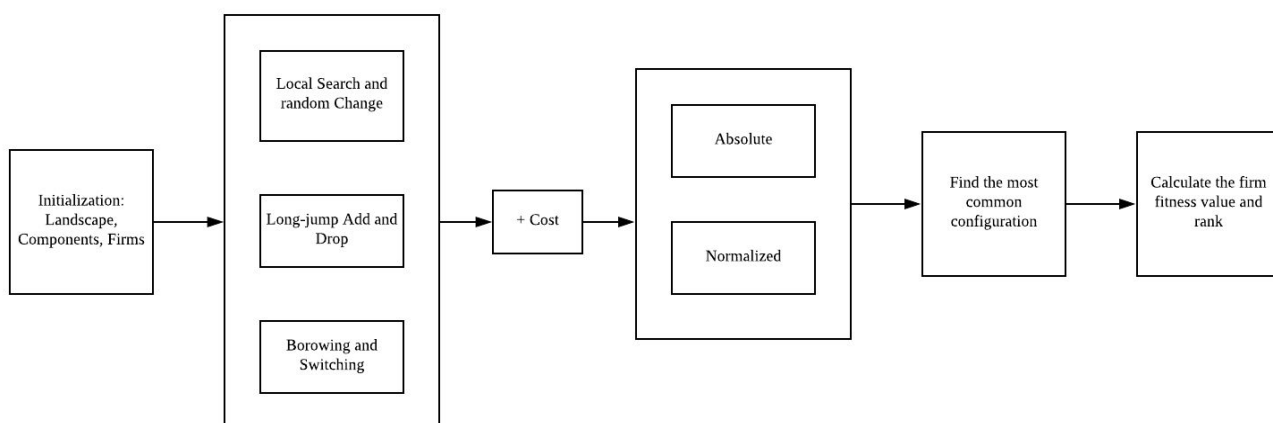 Initialization:
Landscape,
Components, Firms
Local Search and
random Change
Long-jump Add and
Drop
Borowing and
Switching
+ Cost
Absolute
Normalized
Find the most
common
configuration
Calculate the firm
fitness value and
rank